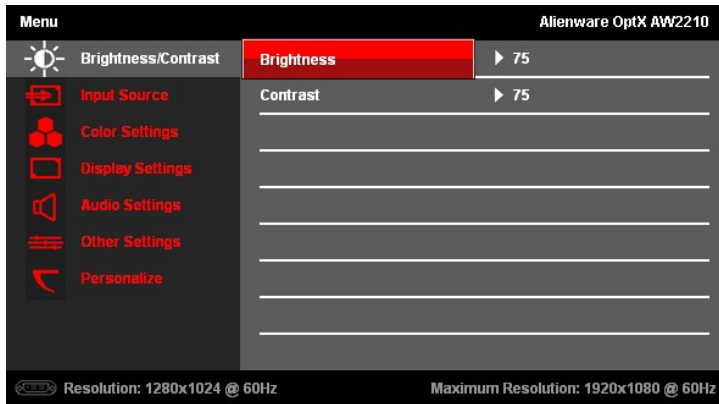 Menu Alienware OptX AW2210
Brightness/Contrast Brightness 75
Input Source Contrast 75
Color Settings
Display Settings
Audio Settings
Other Settings
Personalize
Resolution: 1280x1024 @ 60Hz Maximum Resolution: 1920x1080 @ 60Hz